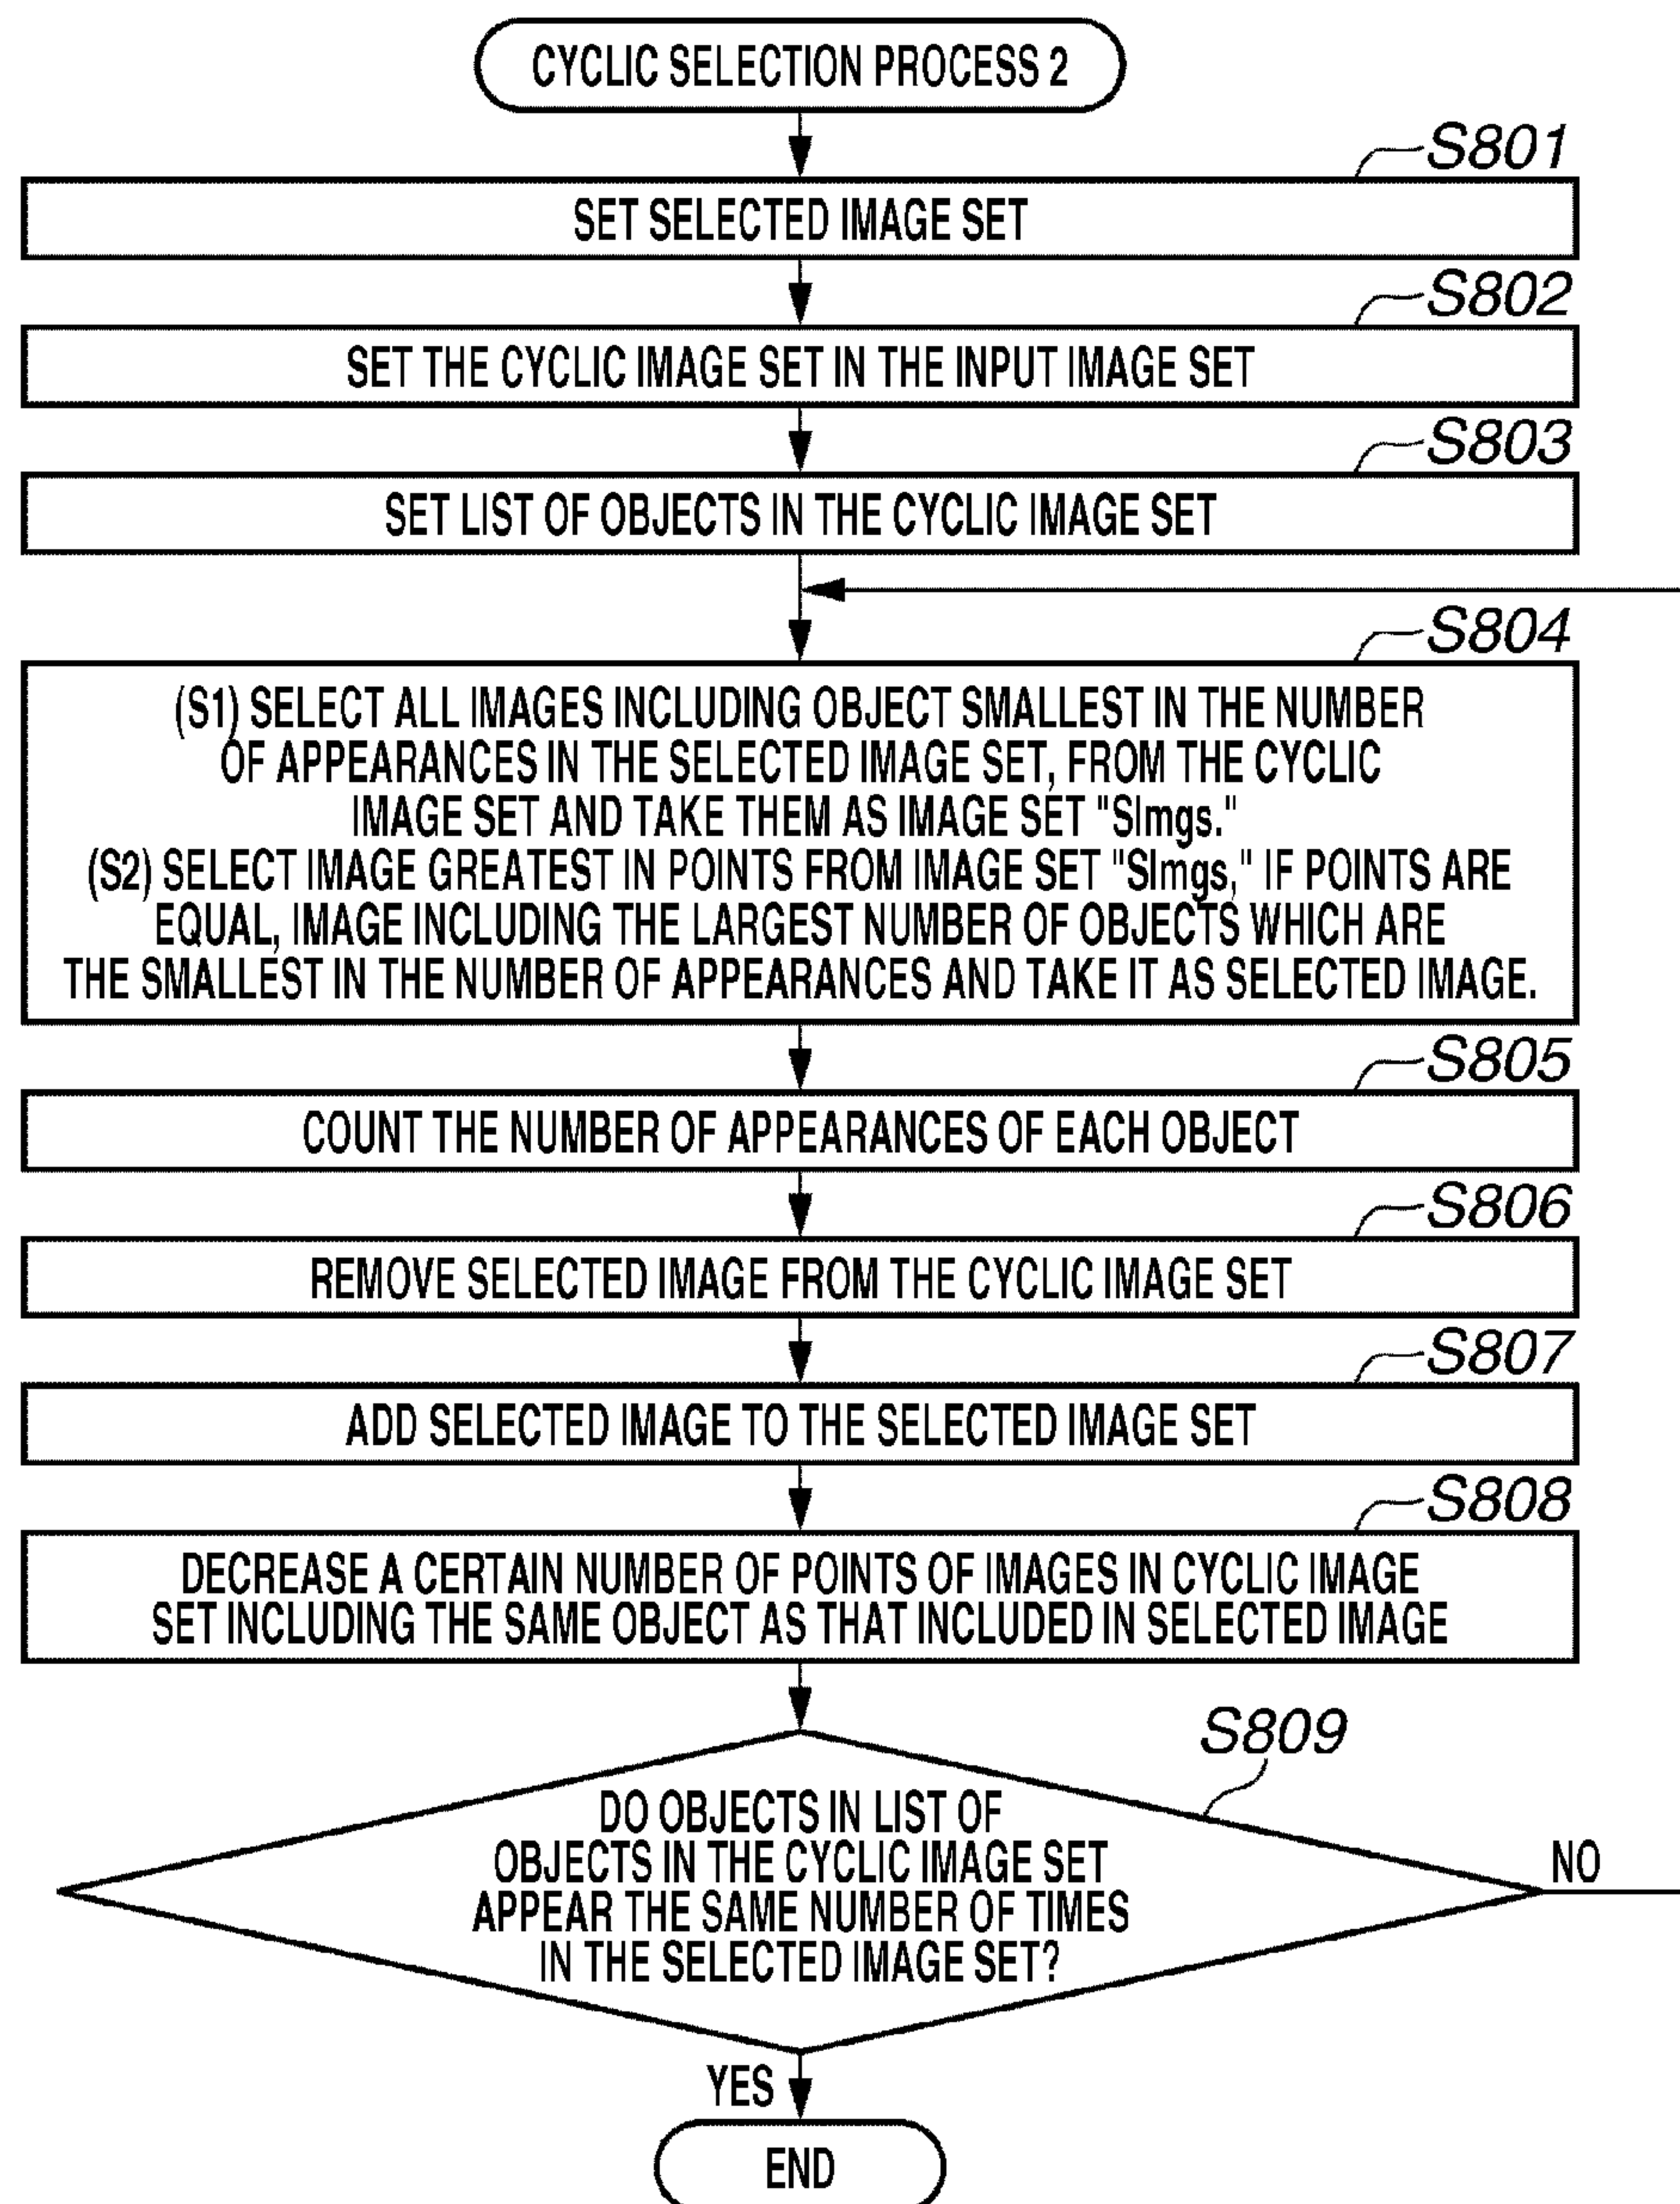 CYCLIC SELECTION PROCESS 2
S801
SET SELECTED IMAGE SET
S802
SET THE CYCLIC IMAGE SET IN THE INPUT IMAGE SET
S803
SET LIST OF OBJECTS IN THE CYCLIC IMAGE SET
S804
(S1) SELECT ALL IMAGES INCLUDING OBJECT SMALLEST IN THE NUMBER
OF APPEARANCES IN THE SELECTED IMAGE SET, FROM THE CYCLIC
IMAGE SET AND TAKE THEM AS IMAGE SET "SImgs."
(S2) SELECT IMAGE GREATEST IN POINTS FROM IMAGE SET "SImgs," IF POINTS ARE
EQUAL, IMAGE INCLUDING THE LARGEST NUMBER OF OBJECTS WHICH ARE
THE SMALLEST IN THE NUMBER OF APPEARANCES AND TAKE IT AS SELECTED IMAGE.
S805
COUNT THE NUMBER OF APPEARANCES OF EACH OBJECT
S806
REMOVE SELECTED IMAGE FROM THE CYCLIC IMAGE SET
S807
ADD SELECTED IMAGE TO THE SELECTED IMAGE SET
S808
DECREASE A CERTAIN NUMBER OF POINTS OF IMAGES IN CYCLIC IMAGE
SET INCLUDING THE SAME OBJECT AS THAT INCLUDED IN SELECTED IMAGE
S809
DO OBJECTS IN LIST OF
OBJECTS IN THE CYCLIC IMAGE SET
APPEAR THE SAME NUMBER OF TIMES
IN THE SELECTED IMAGE SET?
NO
YES
END